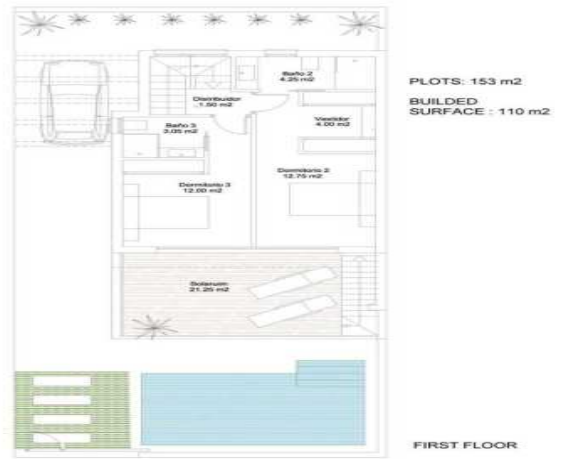 PLOTS: 153 m2
BUILDED
SURFACE : 110 m2
Baño 2
4.25 m2
Distribuidor
1.50 m2
Baño 3
3.05 m2
Vestidor
4.00 m2
Dormitorio 2
12.75 m2
Dormitorio 3
12.00 m2
Solarium
21.25 m2
FIRST FLOOR